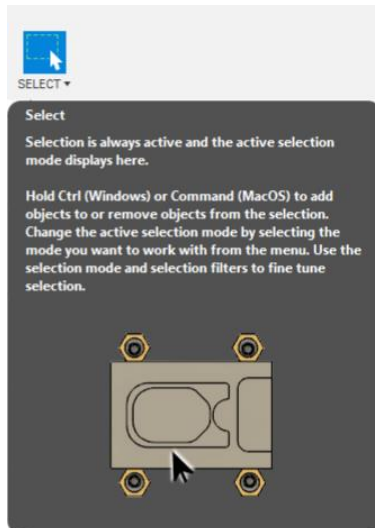 SELECT ▾
Select
Selection is always active and the active selection
mode displays here.
Hold Ctrl (Windows) or Command (MacOS) to add
objects to or remove objects from the selection.
Change the active selection mode by selecting the
mode you want to work with from the menu. Use the
selection mode and selection filters to fine tune
selection.